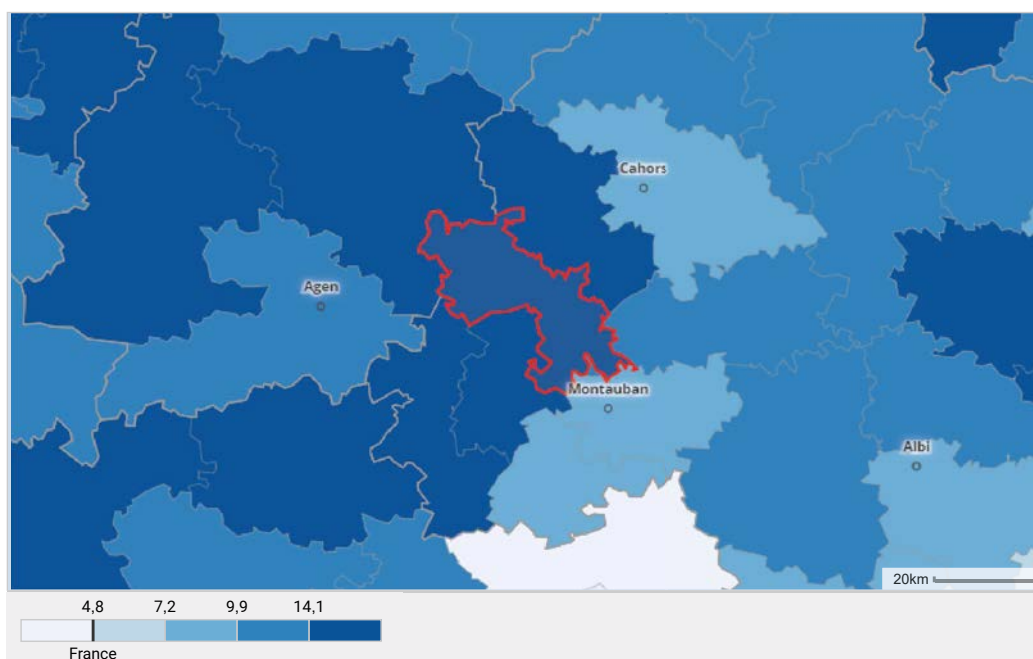 Cahors
Agen
Montauban
Albi
20km
4,8 7,2 9,9 14,1
France